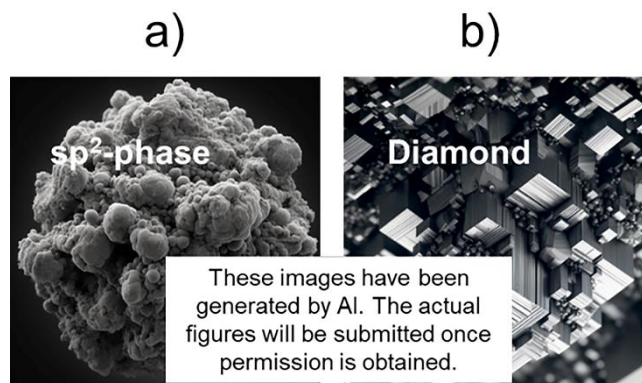 a)
b)
sp²-phase
Diamond
These images have been
generated by AI. The actual
figures will be submitted once
permission is obtained.